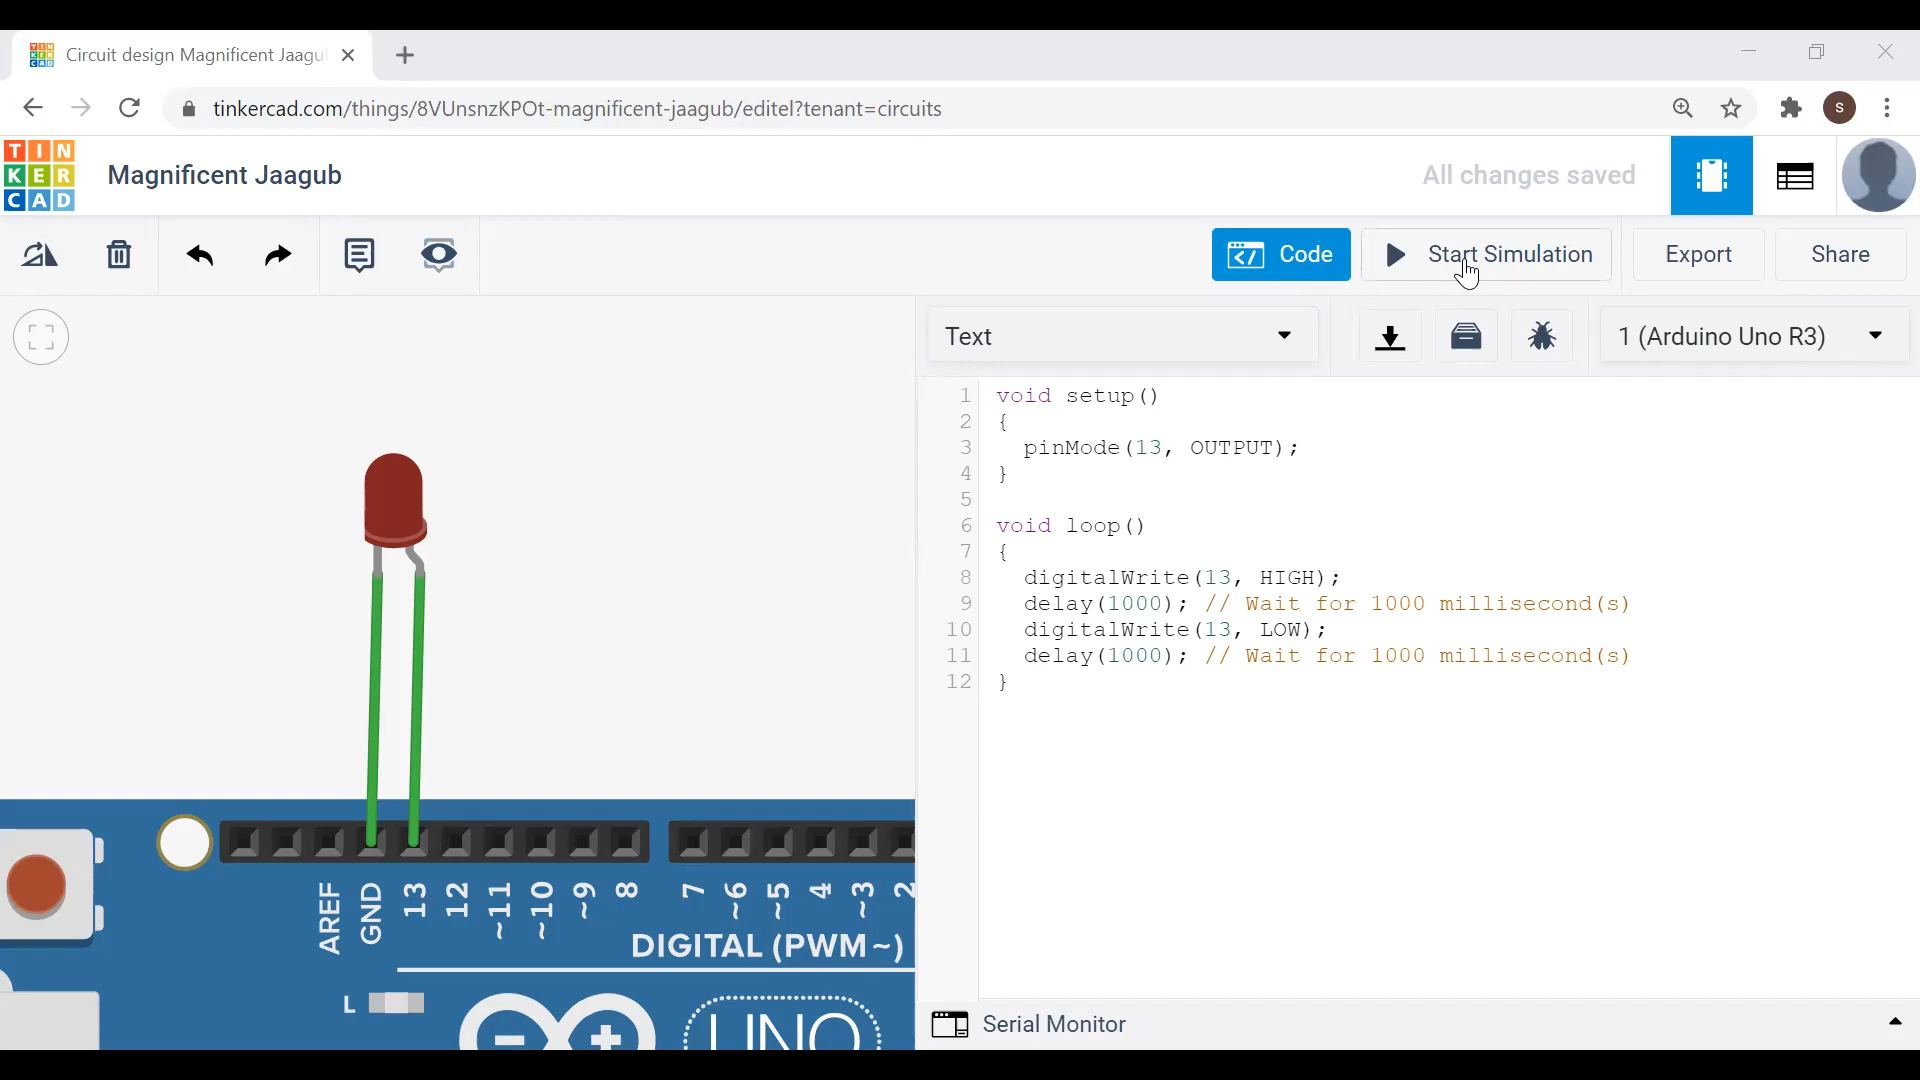 Circuit design Magnificent Jaagu
tinkercad.com/things/8VUnsnzKPOt-magnificent-jaagub/editel?tenant=circuits
S
TIN
KER
CAD
Magnificent Jaagub
All changes saved
Code
Start Simulation
Export
Share
Text
1 (Arduino Uno R3)
1 void setup()
2 {
3 pinMode(13, OUTPUT);
4 }
5
6 void loop()
7 {
8 digitalWrite(13, HIGH);
9 delay(1000); // Wait for 1000 millisecond(s)
10 digitalWrite(13, LOW);
11 delay(1000); // Wait for 1000 millisecond(s)
12 }
AREF GND 13 12 ~11 ~10 ~9 8 7 ~6 ~5 4 ~3 2
DIGITAL (PWM~)
L
UNO
Serial Monitor